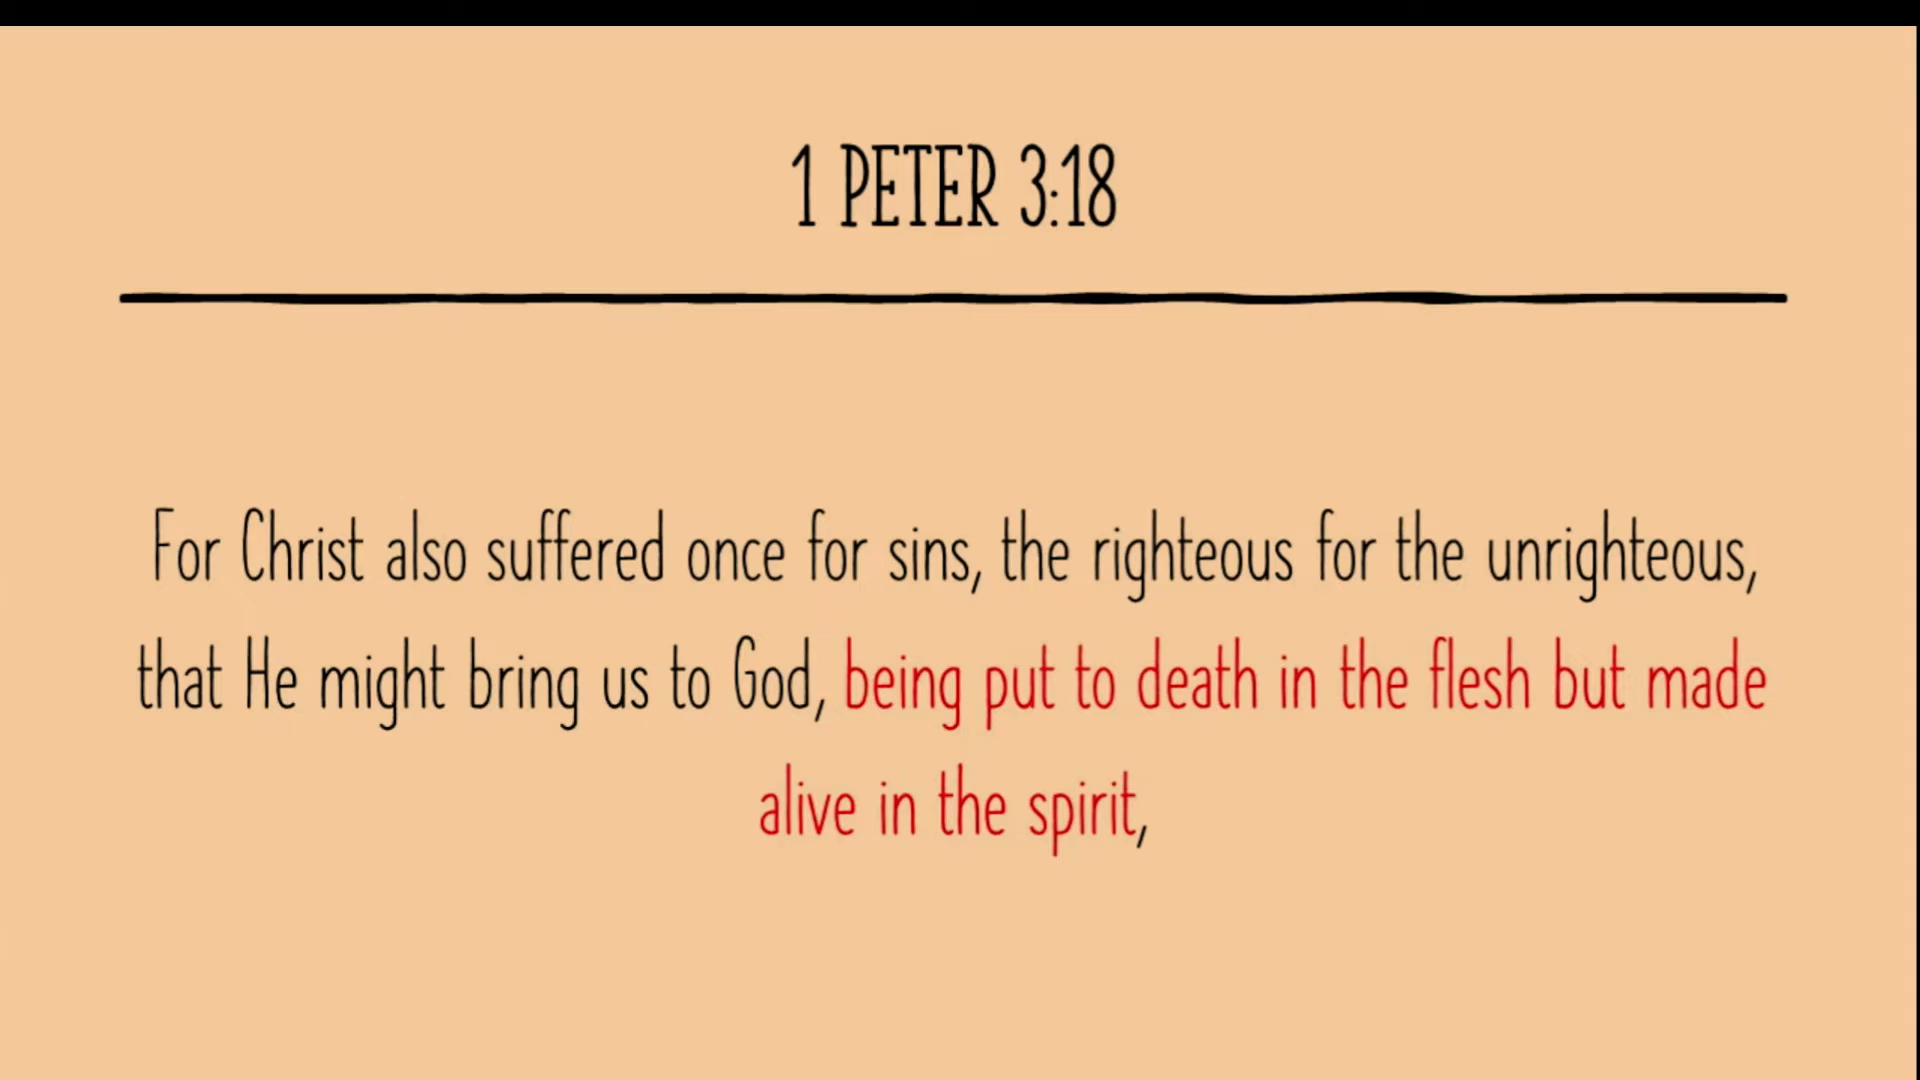 1 PETER 3:18
For Christ also suffered once for sins, the righteous for the unrighteous,
that He might bring us to God, being put to death in the flesh but made
alive in the spirit,